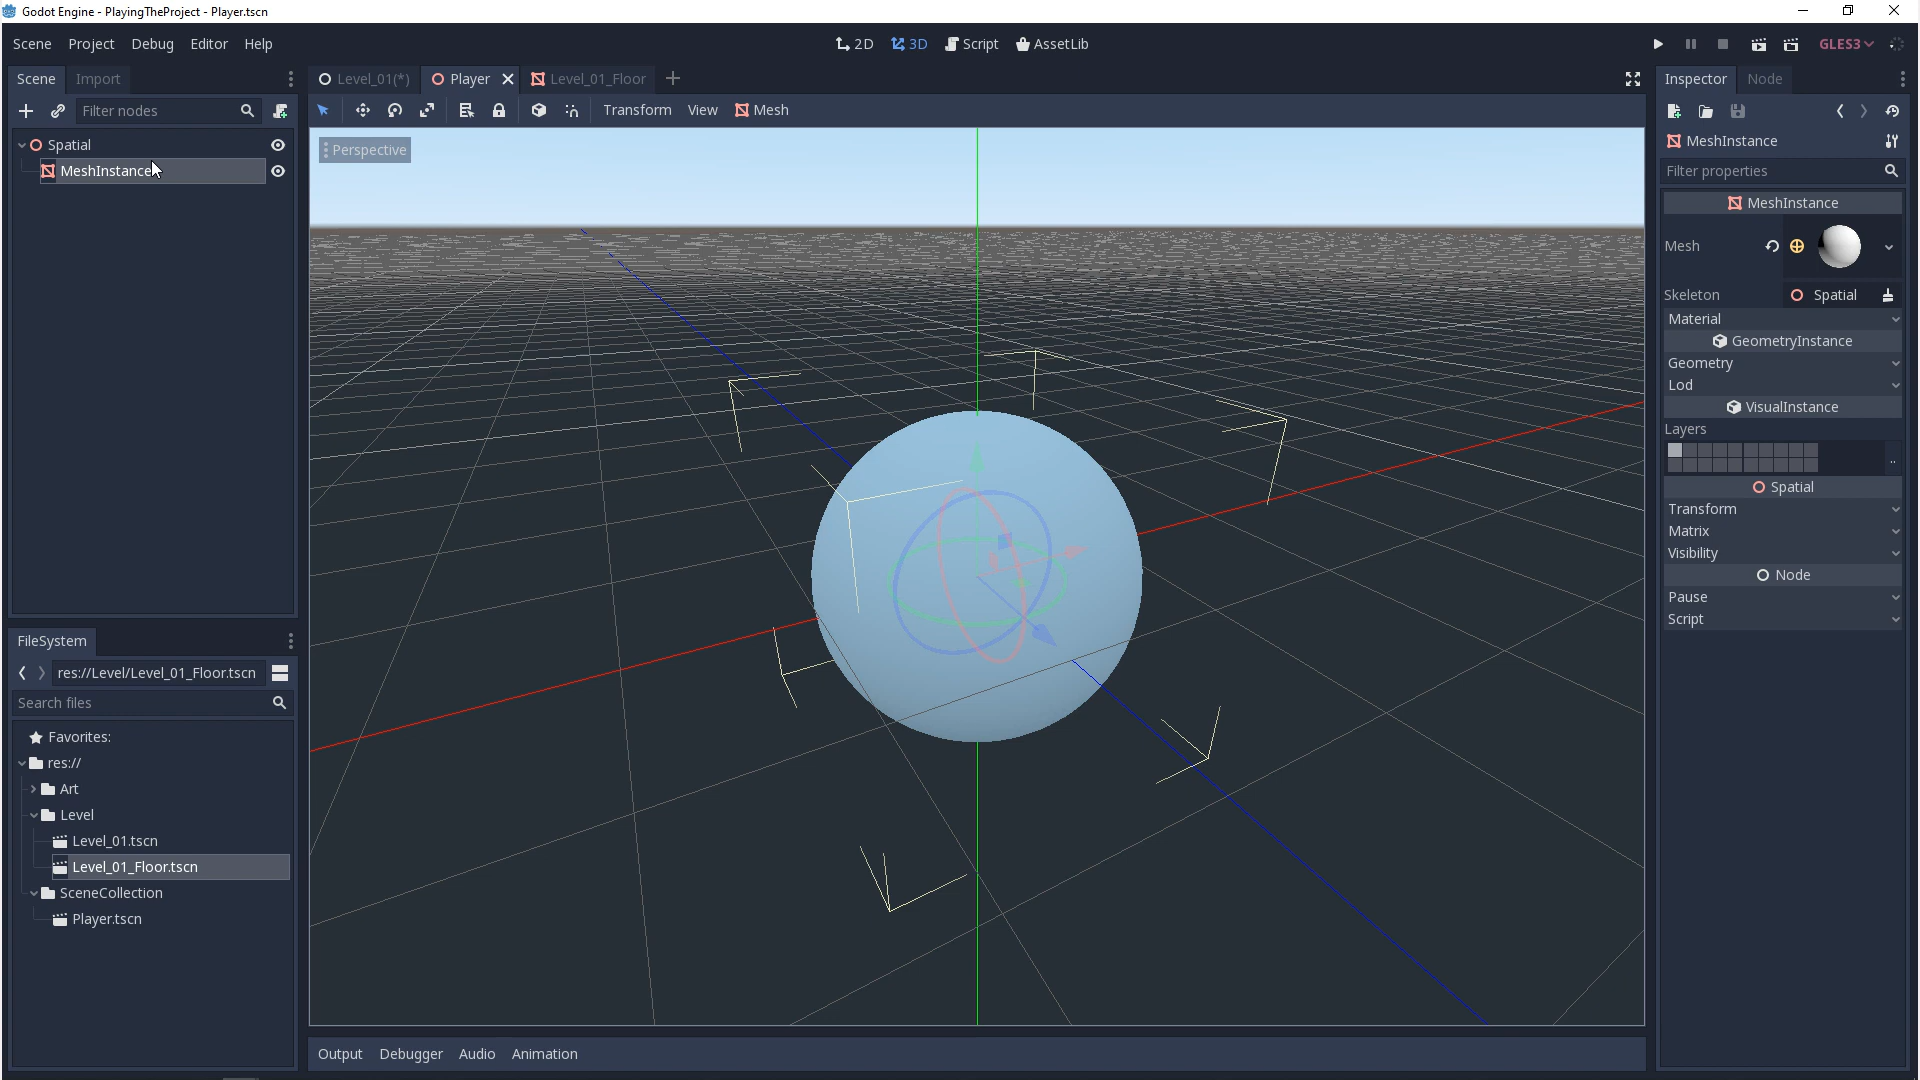 Godot Engine - PlayingTheProject - Player.tscn
Scene Project Debug Editor Help
2D 3D Script AssetLib
GLES3
Scene Import
Filter nodes
Spatial
MeshInstance
Level_01(*) Player Level_01_Floor
Transform View Mesh
Perspective
FileSystem
res://Level/Level_01_Floor.tscn
Search files
Favorites:
res://
Art
Level
Level_01.tscn
Level_01_Floor.tscn
SceneCollection
Player.tscn
Output Debugger Audio Animation
Inspector Node
MeshInstance
Filter properties
MeshInstance
Mesh
Skeleton Spatial
Material
GeometryInstance
Geometry
Lod
VisualInstance
Layers
..
Spatial
Transform
Matrix
Visibility
Node
Pause
Script